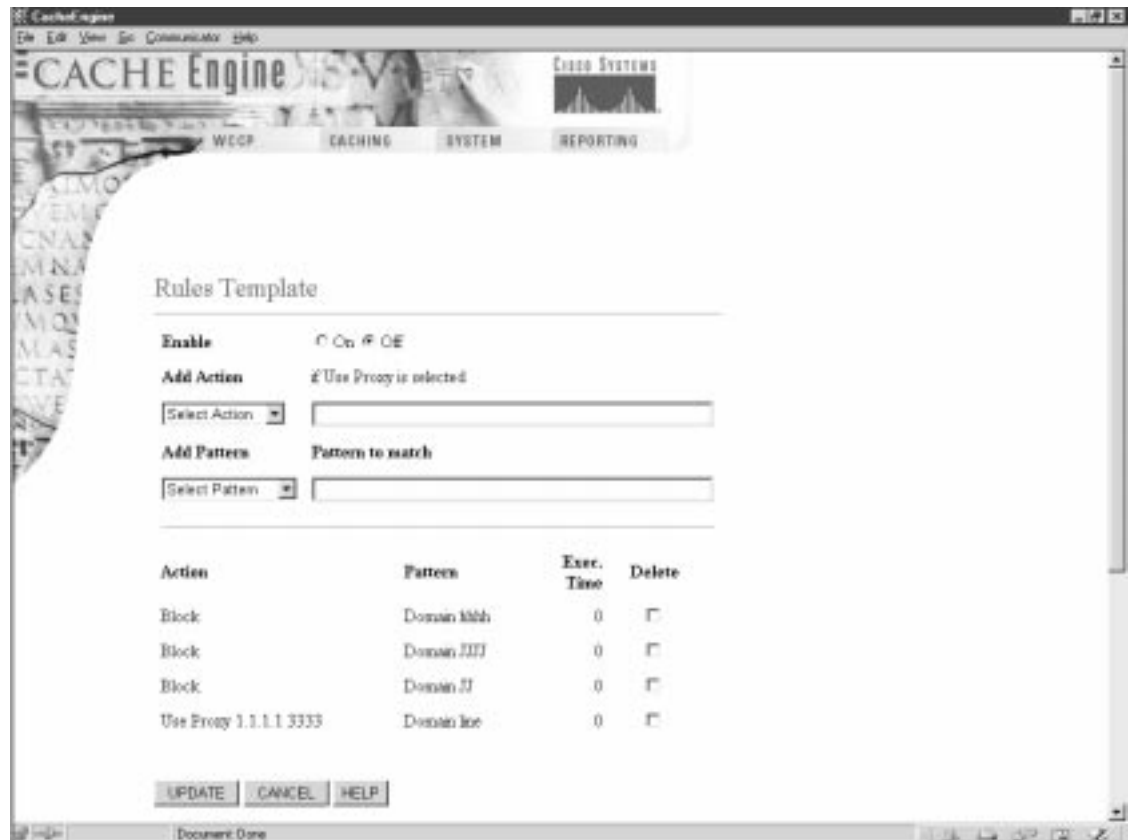 CacheEngine
File Edit View Go Communicator Help
CACHE Engine
CISCO SYSTEMS
WCCP CACHING SYSTEM REPORTING
Rules Template
Enable On Off
Add Action if Use Proxy is selected
Select Action
Add Pattern Pattern to match
Select Pattern
Action Pattern Exec. Time Delete
Block Domain hhhh 0
Block Domain JJJJ 0
Block Domain JJ 0
Use Proxy 1.1.1.1 3333 Domain line 0
UPDATE CANCEL HELP
Document: Done